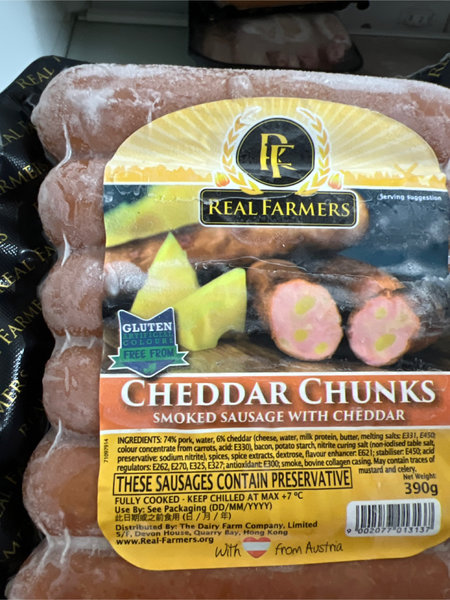 REAL FARMERS
Serving suggestion
GLUTEN
ARTIFICIAL
COLOURS
FREE FROM
CHEDDAR CHUNKS
SMOKED SAUSAGE WITH CHEDDAR
INGREDIENTS: 74% pork, water, 6% cheddar (cheese, water, milk protein, butter, melting salts: E331, E450;
colour concentrate from carrots, acid: E330), bacon, potato starch, nitrite curing salt (non-iodised table salt,
preservative: sodium nitrite), spices, spice extracts, dextrose, flavour enhancer: E621; stabiliser: E450; acid
regulators: E262, E270, E325, E327; antioxidant: E300; smoke, bovine collagen casing. May contain traces of
mustard and celery.
THESE SAUSAGES CONTAIN PRESERVATIVE
Net Weight:
390g
FULLY COOKED - KEEP CHILLED AT MAX +7 °C
Use By: See Packaging (DD/MM/YYYY)
此日期或之前食用 (日 / 月 / 年)
Distributed By: The Dairy Farm Company, Limited
5/F, Devon House, Quarry Bay, Hong Kong
www.Real-Farmers.org
With from Austria
9 002077 013137
71097914